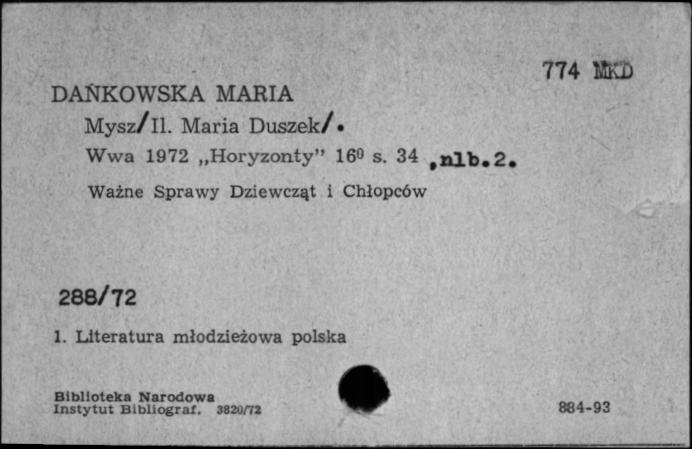 774 MKD
DAŃKOWSKA MARIA
Mysz/Il. Maria Duszek/.
Wwa 1972 „Horyzonty” 16⁰ s. 34 ,nlb.2.
Ważne Sprawy Dziewcząt i Chłopców
288/72
1. Literatura młodzieżowa polska
Biblioteka Narodowa
Instytut Bibliograf. 3820/72
884-93